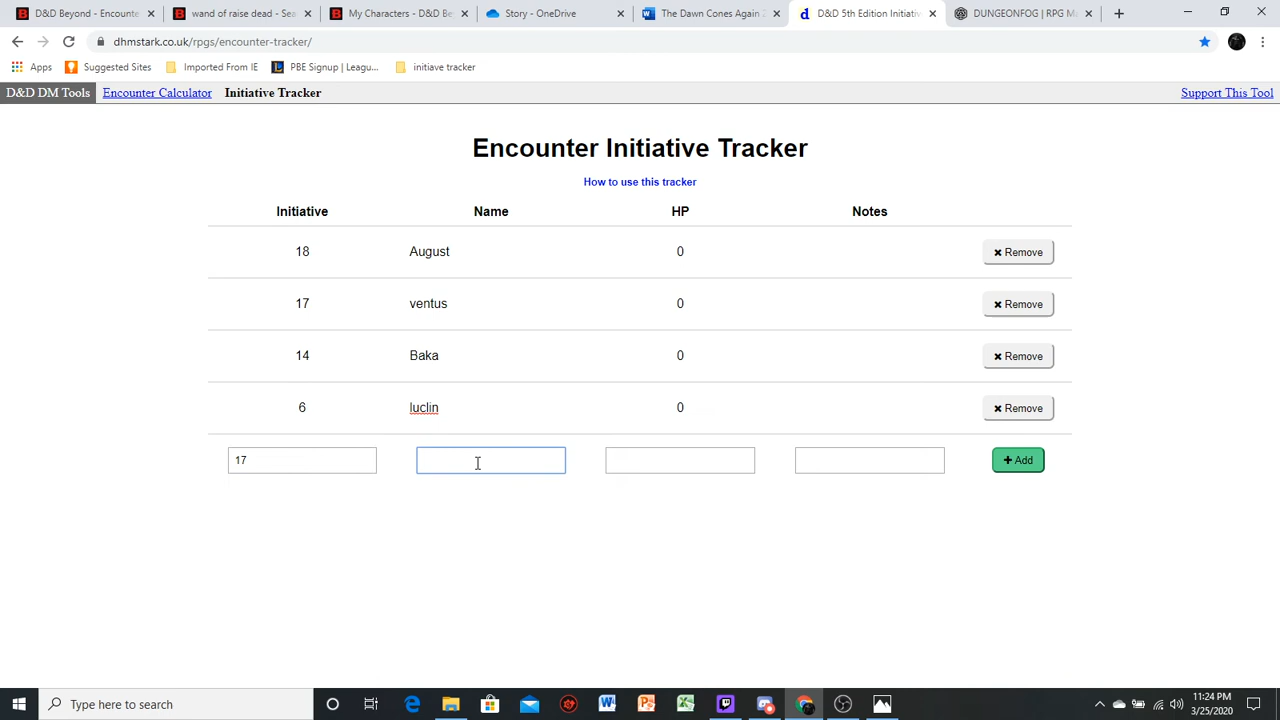 D&D Beyond - Encounte
wand of raise dead - Sea
My Characters - D&D B
Story - OneDrive
The Dawn Comes Again
D&D 5th Edition Initiativ
DUNGEONFOG | RPG M
dhmstark.co.uk/rpgs/encounter-tracker/
Apps
Suggested Sites
Imported From IE
PBE Signup | Leagu...
initiave tracker
D&D DM Tools
Encounter Calculator
Initiative Tracker
Support This Tool
Encounter Initiative Tracker
How to use this tracker
Initiative Name HP Notes
18 August 0 Remove
17 ventus 0 Remove
14 Baka 0 Remove
6 luclin 0 Remove
17 Add
Type here to search
11:24 PM
3/25/2020